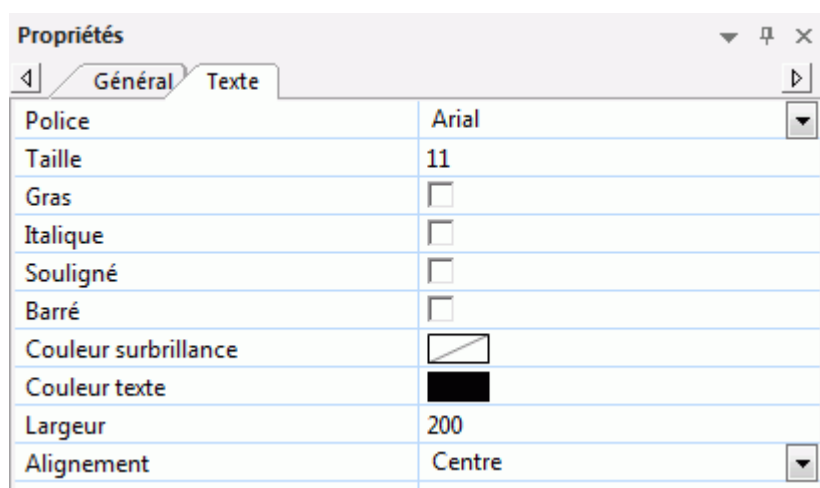 Propriétés
Général Texte
Police Arial
Taille 11
Gras
Italique
Souligné
Barré
Couleur surbrillance
Couleur texte
Largeur 200
Alignement Centre